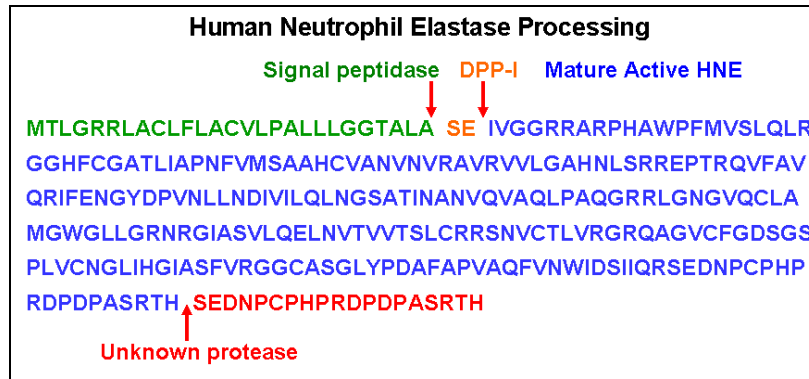 Human Neutrophil Elastase Processing
Signal peptidase DPP-I Mature Active HNE
MTLGRRLACLFLACVLPALLLGGTALA SE IVGGRRARPHAWPFMVSLQLR
GGHFCGATLIAPNFVMSAAHCVANVNVRAVRVVLGAHNLSRREPTRQVFAV
QRIFENGYDPVNLLNDIVILQLNGSATINANVQVAQLPAQGRRLGNGVQCLA
MGWGLLGRNRGIASVLQELNVTVVTSLCRRSNVCTLVRGRQAGVCFGDSGS
PLVCNGLIHGIASFVRGGCASGLYPDAFAPVAQFVNWIDSIIQRSEDNPCPHP
RDPDPASRTH SEDNPCPHPRDPDPASRTH
Unknown protease